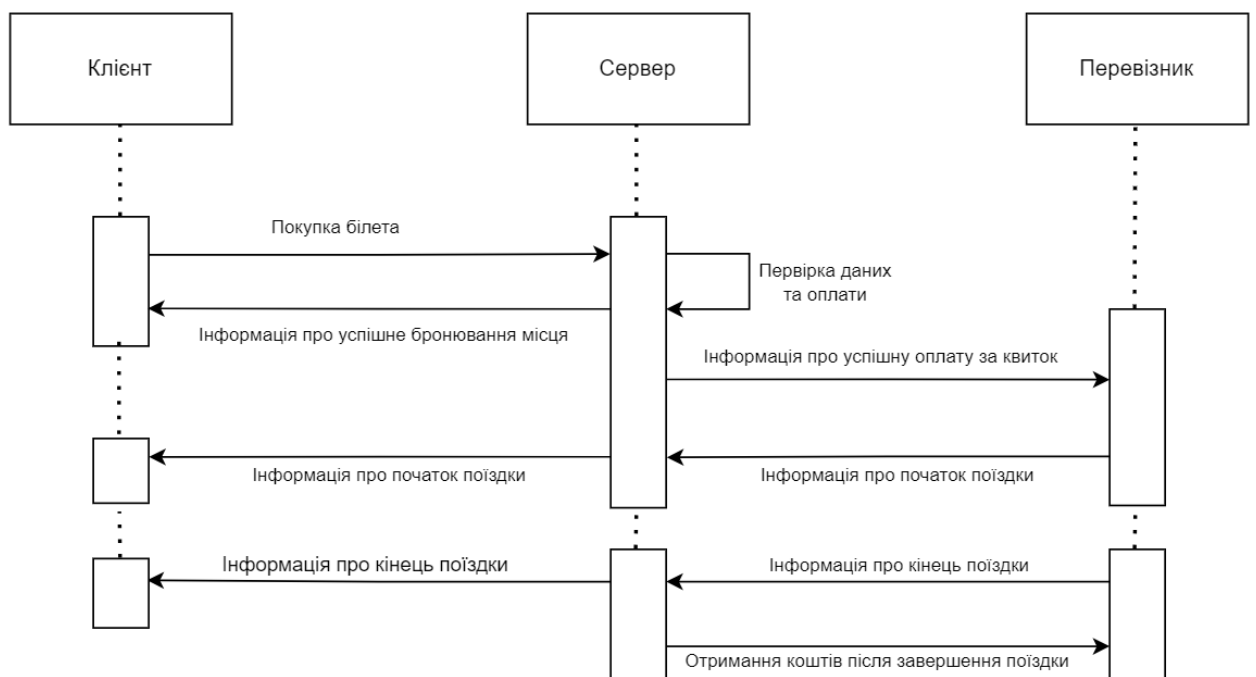 Клієнт
Сервер
Перевізник
Покупка білета
Первірка даних
та оплати
Інформація про успішне бронювання місця
Інформація про успішну оплату за квиток
Інформація про початок поїздки
Інформація про початок поїздки
Інформація про кінець поїздки
Інформація про кінець поїздки
Отримання коштів після завершення поїздки